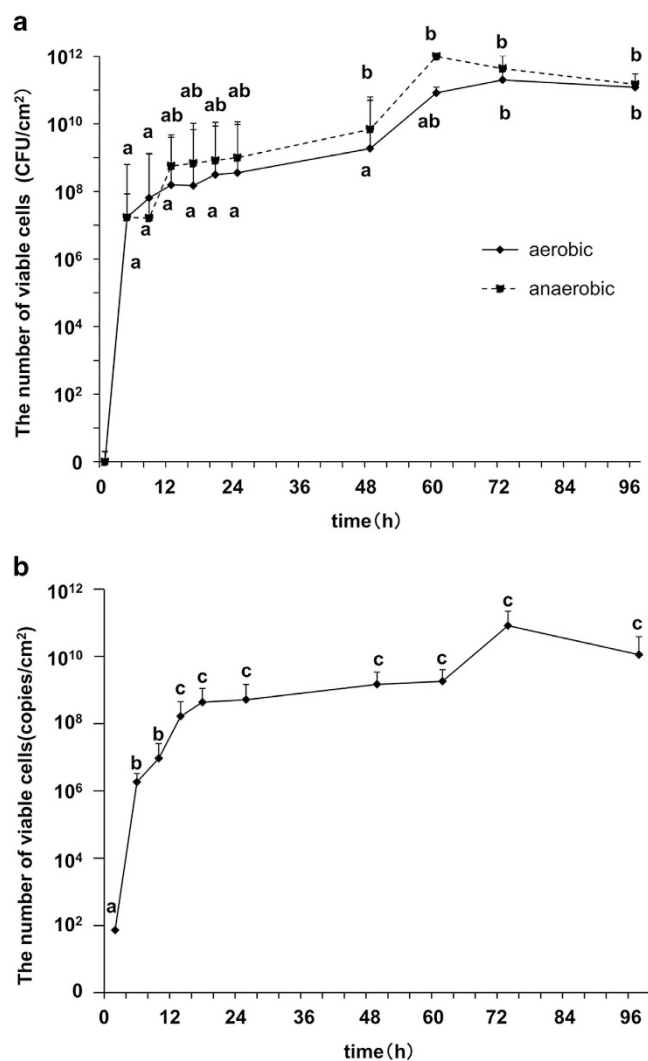 a
The number of viable cells (CFU/cm²)
10¹²
10¹⁰
10⁸
10⁶
10⁴
10²
0
a a ab ab ab ab b b b b
a a a a a a a ab b b
aerobic
anaerobic
0 12 24 36 48 60 72 84 96
time(h)
b
The number of viable cells(copies/cm²)
10¹²
10¹⁰
10⁸
10⁶
10⁴
10²
0
a b b c c c c c c c
0 12 24 36 48 60 72 84 96
time(h)